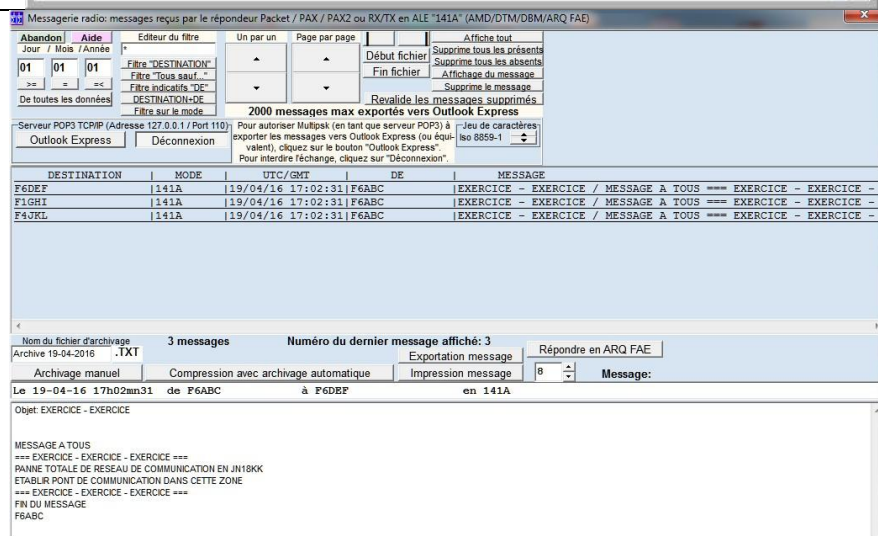 Messagerie radio: messages reçus par le répondeur Packet / PAX / PAX2 ou RX/TX en ALE "141A" (AMD/DTM/DBM/ARQ FAE)
Abandon Aide Editeur du filtre Un par un Page par page Affiche tout
Jour / Mois /Année * Début fichier Supprime tous les présents
Supprime tous les absents
01 01 01 Filtre "DESTINATION" Fin fichier Affichage du message
Filtre "Tous sauf..."
>= = =< Filtre indicatifs "DE" Supprime le message
De toutes les données DESTINATION+DE Revalide les messages supprimés
Filtre sur le mode 2000 messages max exportés vers Outlook Express
Serveur POP3 TCP/IP (Adresse 127.0.0.1 / Port 110) Pour autoriser Multipsk (en tant que serveur POP3) à Jeu de caractères
Outlook Express Déconnexion exporter les messages vers Outlook Express (ou équi- Iso 8859-1
valent), cliquez sur le bouton "Outlook Express".
Pour interdire l'échange, cliquez sur "Déconnexion".
DESTINATION | MODE | UTC/GMT | DE | MESSAGE
F6DEF |141A |19/04/16 17:02:31|F6ABC |EXERCICE - EXERCICE / MESSAGE A TOUS === EXERCICE - EXERCICE -
F1GHI |141A |19/04/16 17:02:31|F6ABC |EXERCICE - EXERCICE / MESSAGE A TOUS === EXERCICE - EXERCICE -
F4JKL |141A |19/04/16 17:02:31|F6ABC |EXERCICE - EXERCICE / MESSAGE A TOUS === EXERCICE - EXERCICE -
Nom du fichier d'archivage 3 messages Numéro du dernier message affiché: 3
Archive 19-04-2016 .TXT Exportation message Répondre en ARQ FAE
Archivage manuel Compression avec archivage automatique Impression message 8 Message:
Le 19-04-16 17h02mn31 de F6ABC à F6DEF en 141A
Objet: EXERCICE - EXERCICE
MESSAGE A TOUS
=== EXERCICE - EXERCICE - EXERCICE ===
PANNE TOTALE DE RESEAU DE COMMUNICATION EN JN18KK
ETABLIR PONT DE COMMUNICATION DANS CETTE ZONE
=== EXERCICE - EXERCICE - EXERCICE ===
FIN DU MESSAGE
F6ABC